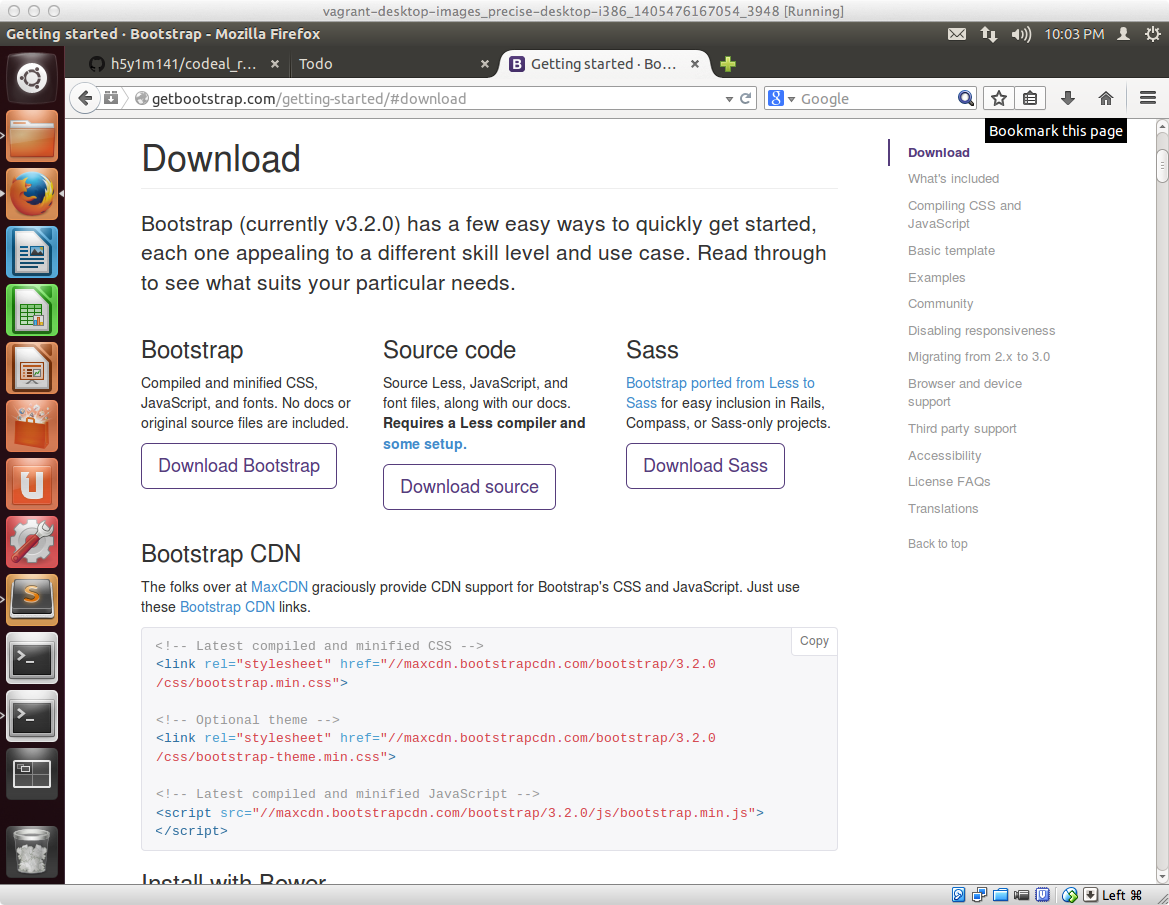 vagrant-desktop-images_precise-desktop-i386_1405476167054_3948 [Running]
Getting started · Bootstrap - Mozilla Firefox
10:03 PM
h5y1m141/codeal_r...
Todo
B Getting started · Bo...
getbootstrap.com/getting-started/#download
8 Google
Bookmark this page
Download
Bootstrap (currently v3.2.0) has a few easy ways to quickly get started,
each one appealing to a different skill level and use case. Read through
to see what suits your particular needs.
Bootstrap
Compiled and minified CSS,
JavaScript, and fonts. No docs or
original source files are included.
Download Bootstrap
Source code
Source Less, JavaScript, and
font files, along with our docs.
Requires a Less compiler and
some setup.
Download source
Sass
Bootstrap ported from Less to
Sass for easy inclusion in Rails,
Compass, or Sass-only projects.
Download Sass
Bootstrap CDN
The folks over at MaxCDN graciously provide CDN support for Bootstrap's CSS and JavaScript. Just use
these Bootstrap CDN links.
Copy
<!-- Latest compiled and minified CSS -->
<link rel="stylesheet" href="//maxcdn.bootstrapcdn.com/bootstrap/3.2.0
/css/bootstrap.min.css">
<!-- Optional theme -->
<link rel="stylesheet" href="//maxcdn.bootstrapcdn.com/bootstrap/3.2.0
/css/bootstrap-theme.min.css">
<!-- Latest compiled and minified JavaScript -->
<script src="//maxcdn.bootstrapcdn.com/bootstrap/3.2.0/js/bootstrap.min.js">
</script>
Install with Bower
Download
What's included
Compiling CSS and
JavaScript
Basic template
Examples
Community
Disabling responsiveness
Migrating from 2.x to 3.0
Browser and device
support
Third party support
Accessibility
License FAQs
Translations
Back to top
Left ⌘